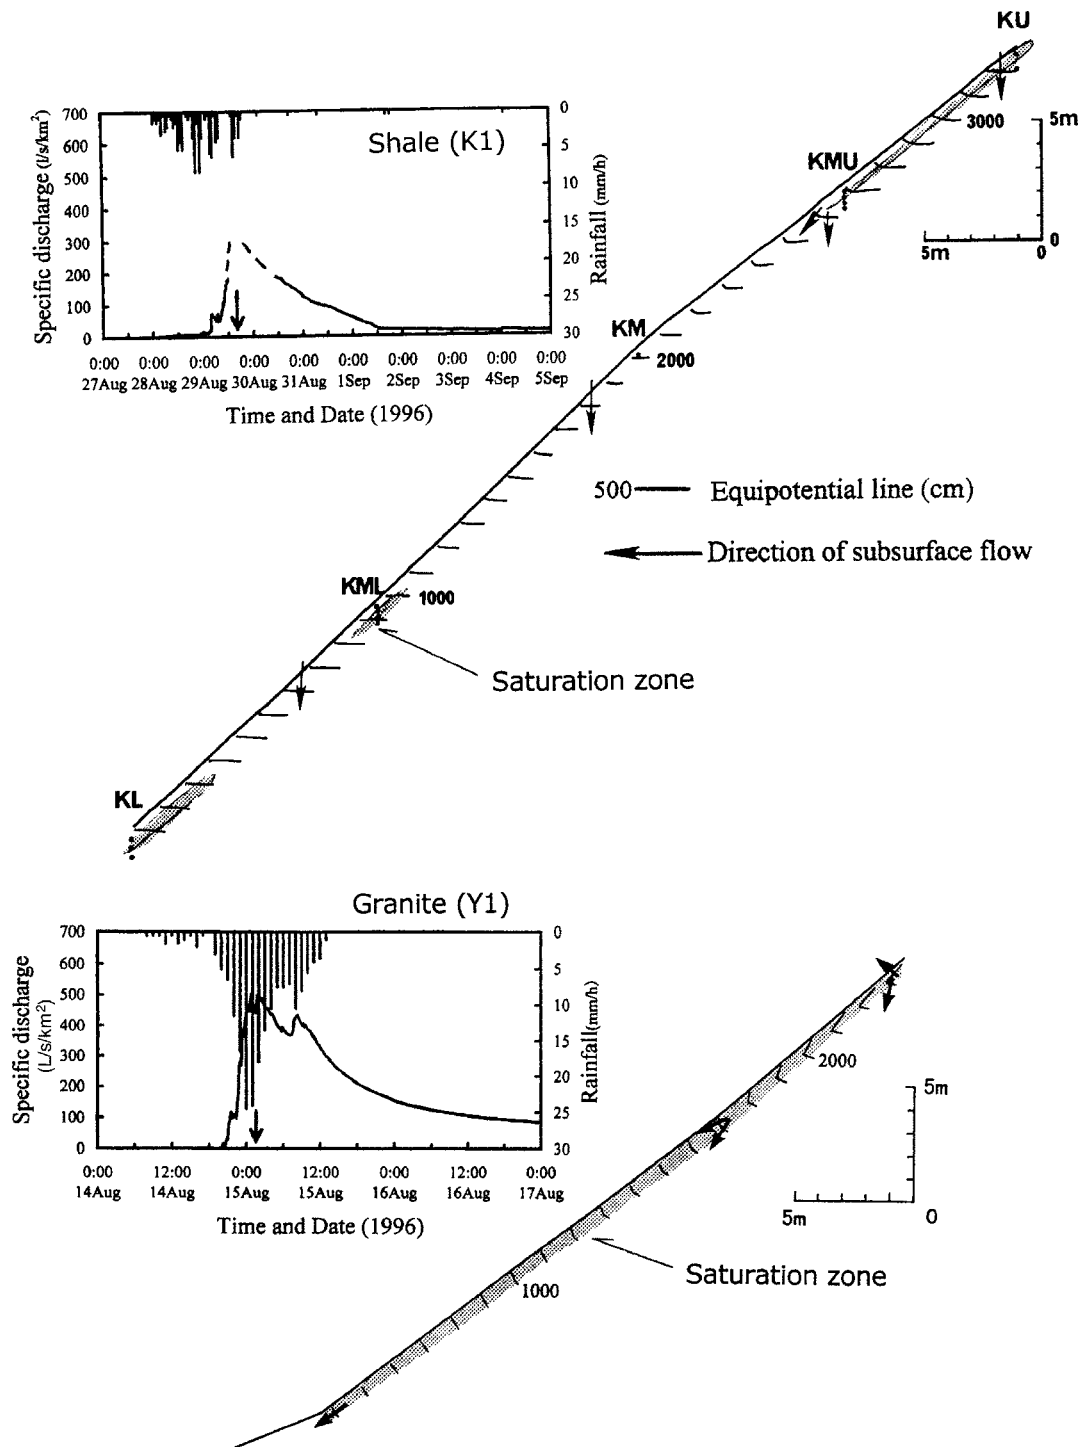 KU
700
600
500
400
300
200
100
0
Specific discharge (l/s/km²)
Shale (K1)
0
5
10
15
20
25
30
Rainfall (mm/h)
0:00 0:00 0:00 0:00 0:00 0:00 0:00 0:00 0:00 0:00
27Aug 28Aug 29Aug 30Aug 31Aug 1Sep 2Sep 3Sep 4Sep 5Sep
Time and Date (1996)
3000
5m
KMU
0
5m 0
KM
2000
500 Equipotential line (cm)
Direction of subsurface flow
KML
1000
Saturation zone
KL
Granite (Y1)
700
600
500
400
300
200
100
0
Specific discharge
(L/s/km²)
0
5
10
15
20
25
30
Rainfall(mm/h)
0:00 12:00 0:00 12:00 0:00 12:00 0:00
14Aug 14Aug 15Aug 15Aug 16Aug 16Aug 17Aug
Time and Date (1996)
2000
5m
5m 0
Saturation zone
1000